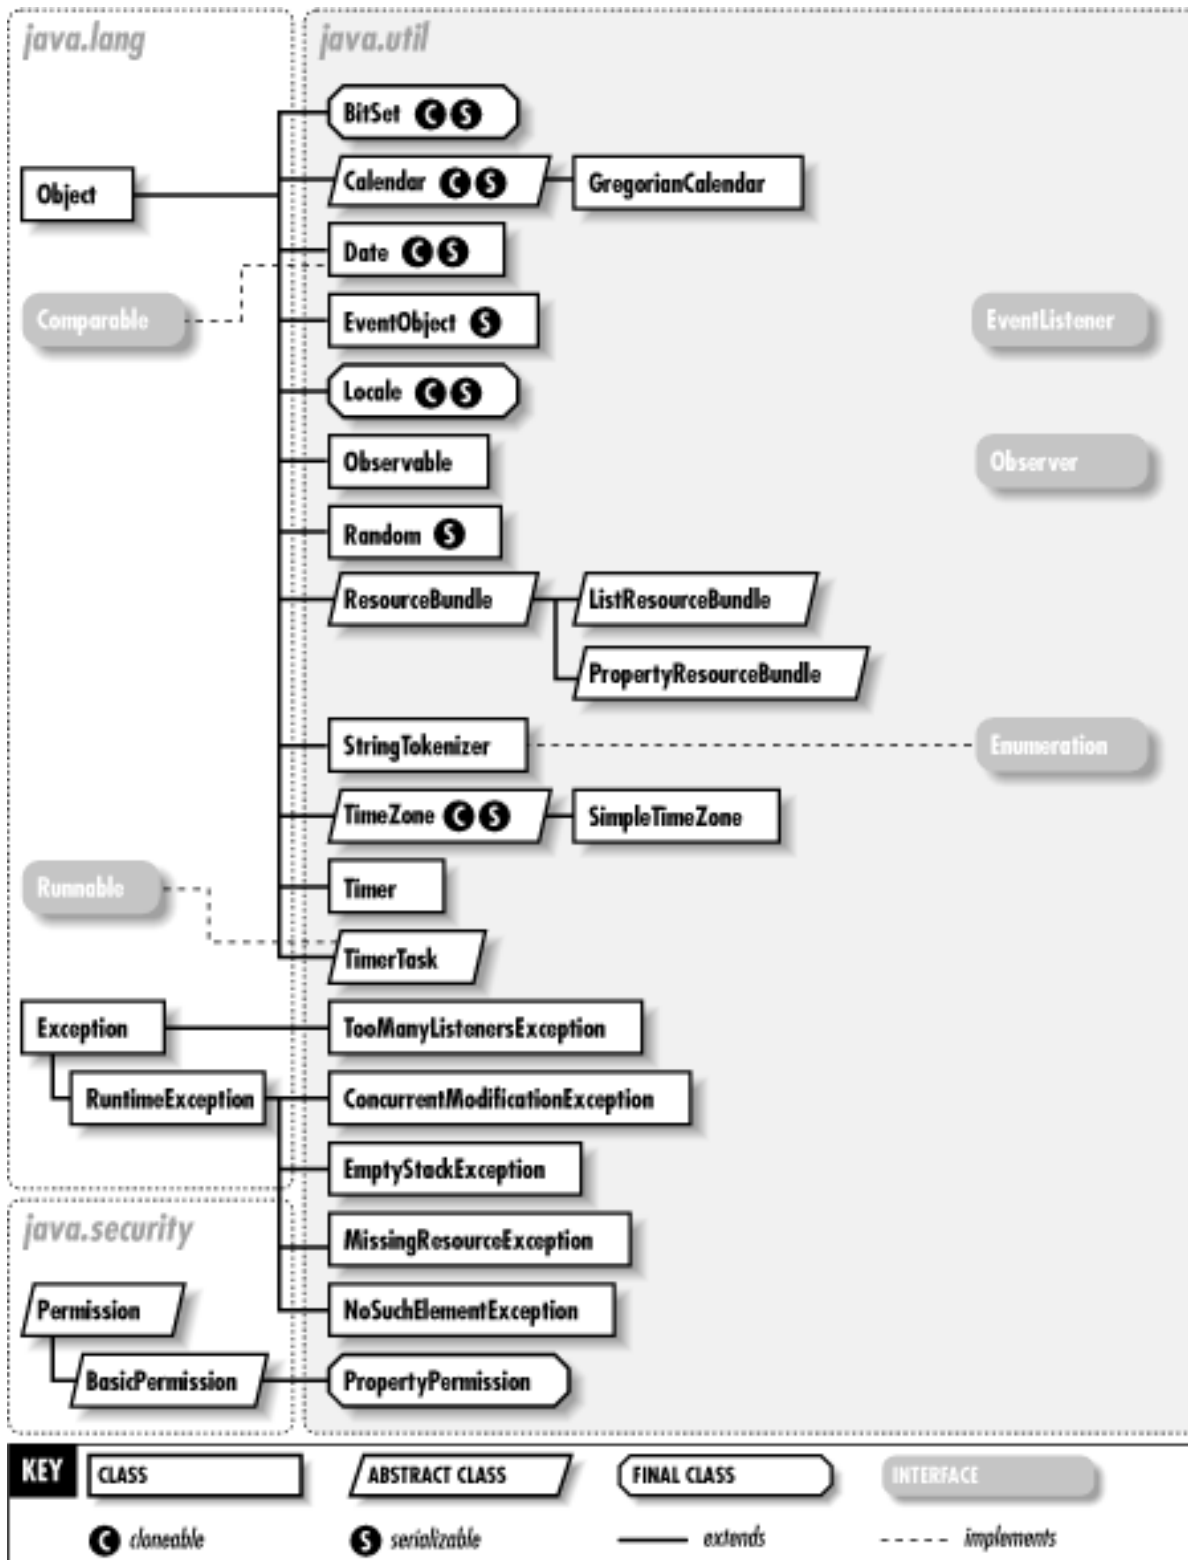 java.lang
java.util
BitSet C S
Object
Calendar C S
GregorianCalendar
Date C S
Comparable
EventObject S
EventListener
Locale C S
Observable
Observer
Random S
ResourceBundle
ListResourceBundle
PropertyResourceBundle
StringTokenizer
Enumeration
TimeZone C S
SimpleTimeZone
Runnable
Timer
TimerTask
Exception
TooManyListenersException
RuntimeException
ConcurrentModificationException
EmptyStackException
java.security
MissingResourceException
Permission
NoSuchElementException
BasicPermission
PropertyPermission
KEY
CLASS
ABSTRACT CLASS
FINAL CLASS
INTERFACE
C cloneable
S serializable
extends
implements